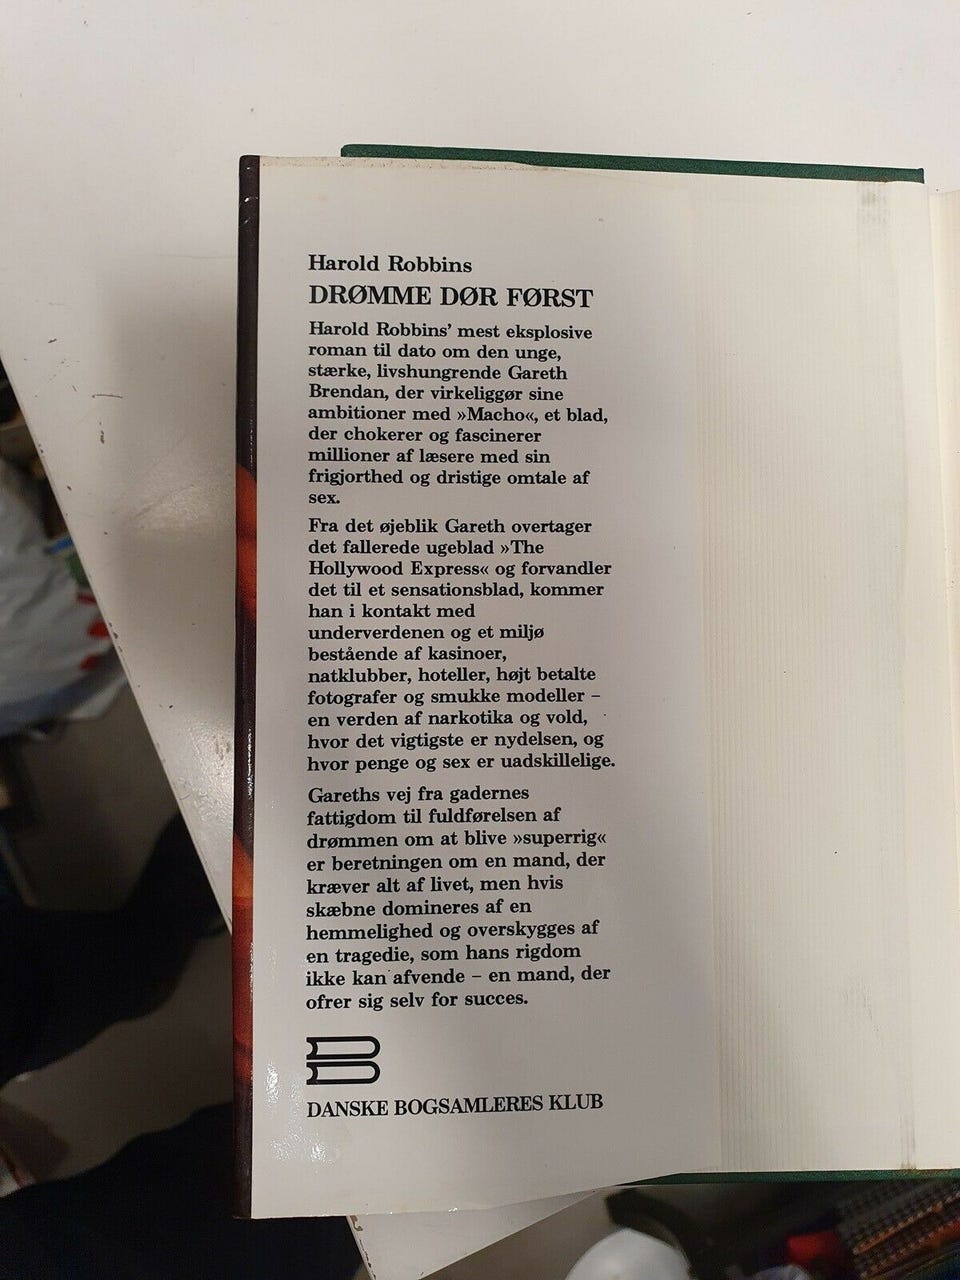 Harold Robbins
DRØMME DØR FØRST
Harold Robbins' mest eksplosive
roman til dato om den unge,
stærke, livshungrende Gareth
Brendan, der virkeliggør sine
ambitioner med »Macho«, et blad,
der chokerer og fascinerer
millioner af læsere med sin
frigjorthed og dristige omtale af
sex.
Fra det øjeblik Gareth overtager
det fallerede ugeblad »The
Hollywood Express« og forvandler
det til et sensationsblad, kommer
han i kontakt med
underverdenen og et miljø
bestående af kasinoer,
natklubber, hoteller, højt betalte
fotografer og smukke modeller –
en verden af narkotika og vold,
hvor det vigtigste er nydelsen, og
hvor penge og sex er uadskillelige.
Gareths vej fra gadernes
fattigdom til fuldførelsen af
drømmen om at blive »superrig«
er beretningen om en mand, der
kræver alt af livet, men hvis
skæbne domineres af en
hemmelighed og overskygges af
en tragedie, som hans rigdom
ikke kan afvende – en mand, der
ofrer sig selv for succes.
DANSKE BOGSAMLERES KLUB